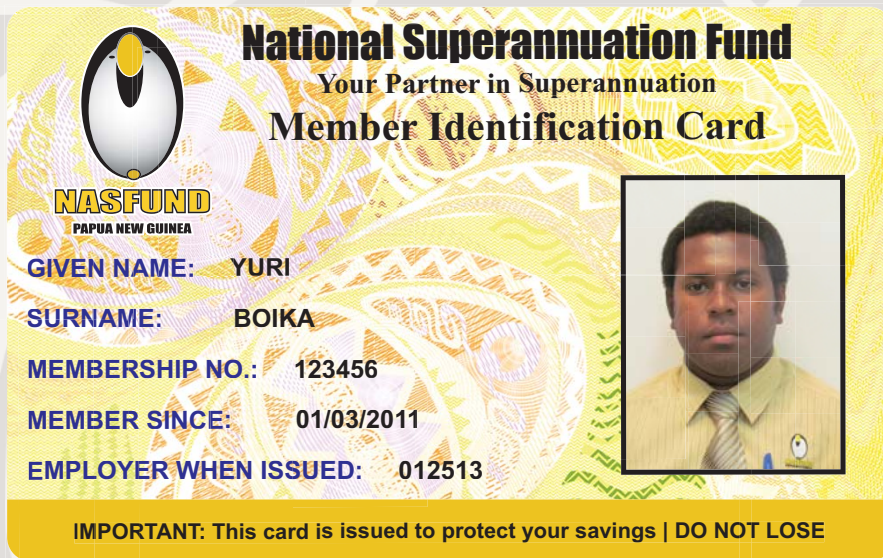 National Superannuation Fund
Your Partner in Superannuation
Member Identification Card
NASFUND
PAPUA NEW GUINEA
GIVEN NAME: YURI
SURNAME: BOIKA
MEMBERSHIP NO.: 123456
MEMBER SINCE: 01/03/2011
EMPLOYER WHEN ISSUED: 012513
IMPORTANT: This card is issued to protect your savings | DO NOT LOSE